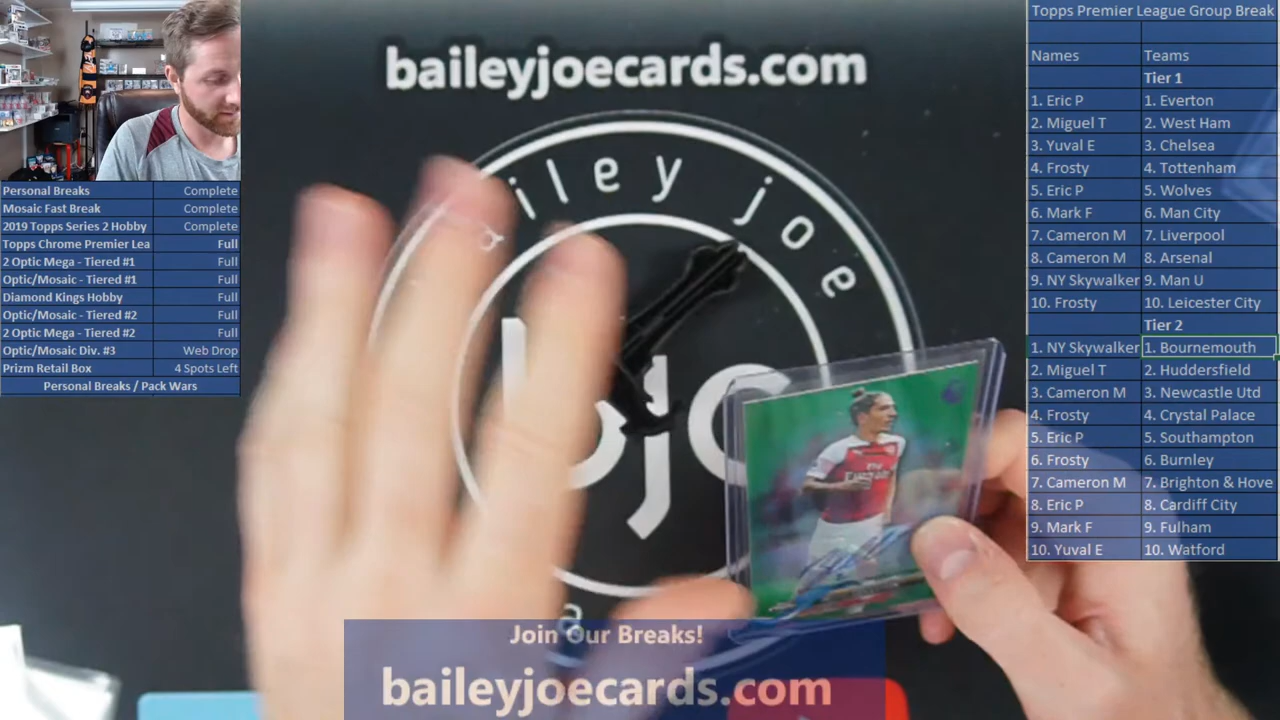 baileyjoecards.com
bailey joe
bjc
Personal Breaks Complete
Mosaic Fast Break Complete
2019 Topps Series 2 Hobby Complete
Topps Chrome Premier Lea Full
2 Optic Mega - Tiered #1 Full
Optic/Mosaic - Tiered #1 Full
Diamond Kings Hobby Full
Optic/Mosaic - Tiered #2 Full
2 Optic Mega - Tiered #2 Full
Optic/Mosaic Div. #3 Web Drop
Prizm Retail Box 4 Spots Left
Personal Breaks / Pack Wars
Topps Premier League Group Break
Names Teams
Tier 1
1. Eric P 1. Everton
2. Miguel T 2. West Ham
3. Yuval E 3. Chelsea
4. Frosty 4. Tottenham
5. Eric P 5. Wolves
6. Mark F 6. Man City
7. Cameron M 7. Liverpool
8. Cameron M 8. Arsenal
9. NY Skywalker 9. Man U
10. Frosty 10. Leicester City
Tier 2
1. NY Skywalker 1. Bournemouth
2. Miguel T 2. Huddersfield
3. Cameron M 3. Newcastle Utd
4. Frosty 4. Crystal Palace
5. Eric P 5. Southampton
6. Frosty 6. Burnley
7. Cameron M 7. Brighton & Hove
8. Eric P 8. Cardiff City
9. Mark F 9. Fulham
10. Yuval E 10. Watford
Join Our Breaks!
baileyjoecards.com